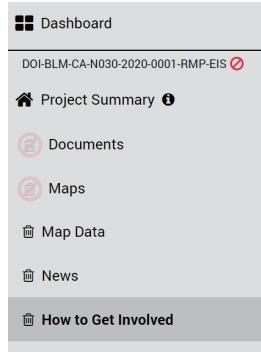 Dashboard
DOI-BLM-CA-N030-2020-0001-RMP-EIS
Project Summary
Documents
Maps
Map Data
News
How to Get Involved